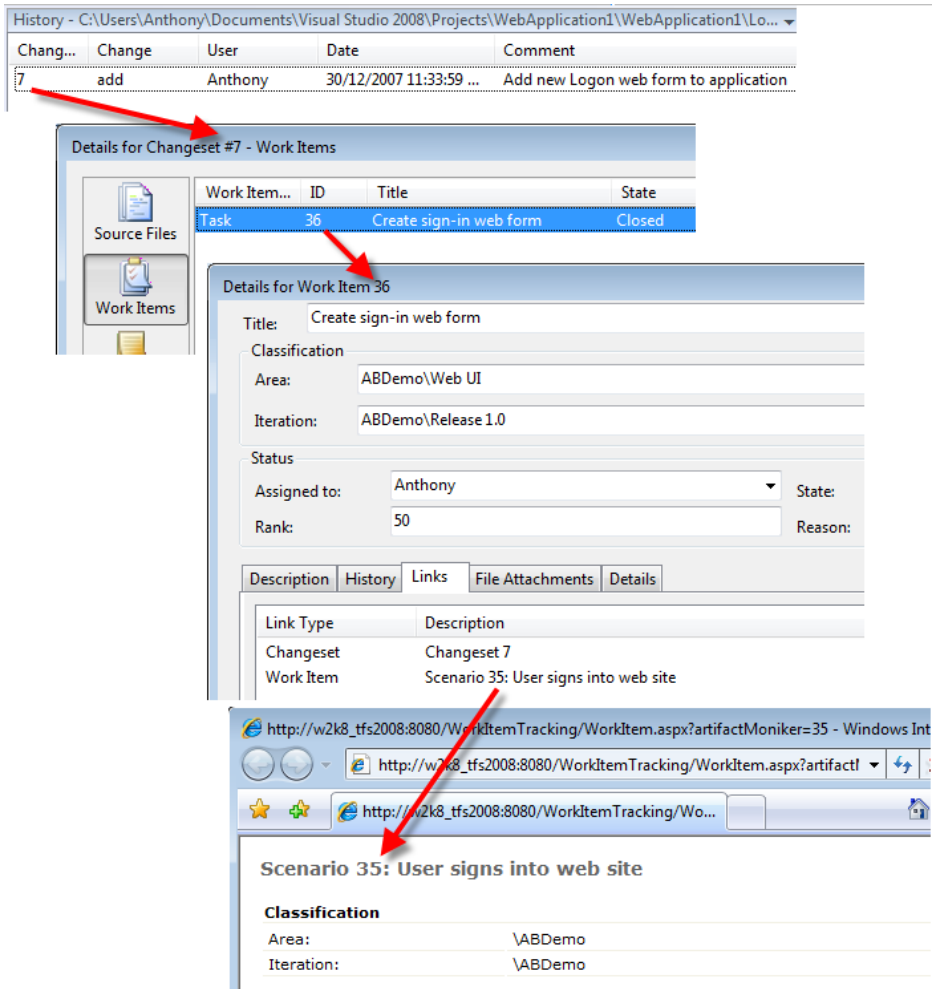 History - C:\Users\Anthony\Documents\Visual Studio 2008\Projects\WebApplication1\WebApplication1\Lo...
Chang... Change User Date Comment
7 add Anthony 30/12/2007 11:33:59 ... Add new Logon web form to application
Details for Changeset #7 - Work Items
Work Item... ID Title State
Task 36 Create sign-in web form Closed
Source Files
Work Items
Details for Work Item 36
Title: Create sign-in web form
Classification
Area: ABDemo\Web UI
Iteration: ABDemo\Release 1.0
Status
Assigned to: Anthony State:
Rank: 50 Reason:
Description History Links File Attachments Details
Link Type Description
Changeset Changeset 7
Work Item Scenario 35: User signs into web site
http://w2k8_tfs2008:8080/WorkItemTracking/WorkItem.aspx?artifactMoniker=35 - Windows Int
http://w2k8_tfs2008:8080/WorkItemTracking/WorkItem.aspx?artifactM
http://w2k8_tfs2008:8080/WorkItemTracking/Wo...
Scenario 35: User signs into web site
Classification
Area: \ABDemo
Iteration: \ABDemo